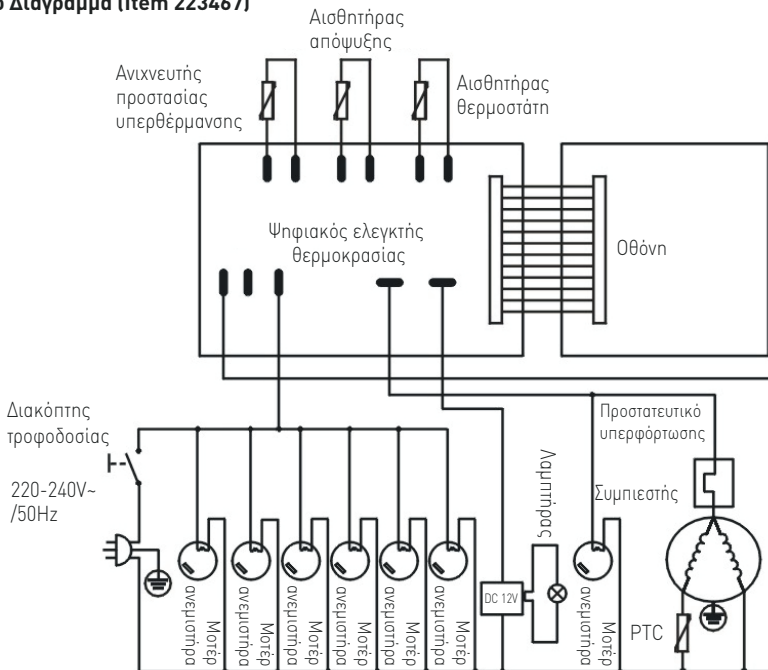 Διάγραμμα (Item 223467)
Αισθητήρας
απόψυξης
Ανιχνευτής
προστασίας
υπερθέρμανσης
Αισθητήρας
θερμοστάτη
Ψηφιακός ελεγκτής
θερμοκρασίας
Οθόνη
Διακόπτης
τροφοδοσίας
220-240V~
/50Hz
Προστατευτικό
υπερφόρτωσης
Συμπιεστής
Λαμπτήρας
DC 12V
PTC
Μοτέρ
ανεμιστήρα
Μοτέρ
ανεμιστήρα
Μοτέρ
ανεμιστήρα
Μοτέρ
ανεμιστήρα
Μοτέρ
ανεμιστήρα
Μοτέρ
ανεμιστήρα
Μοτέρ
ανεμιστήρα